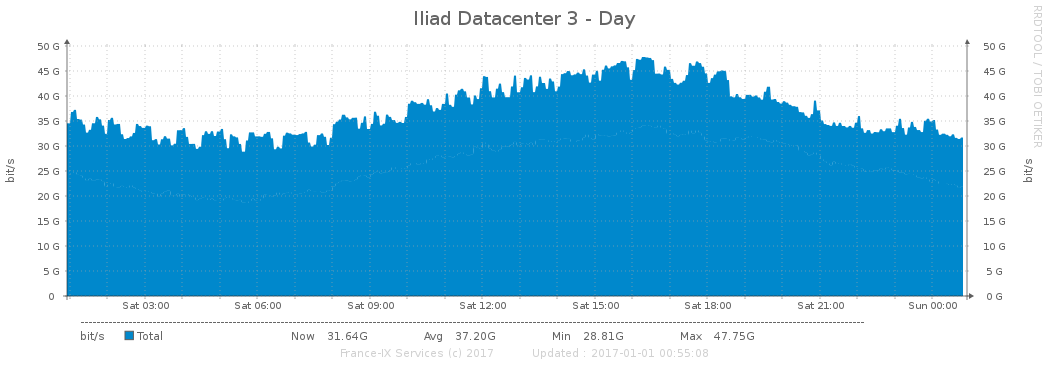 Iliad Datacenter 3 - Day
RRDTOOL / TOBI OETIKER
50 G 50 G
45 G 45 G
40 G 40 G
35 G 35 G
30 G 30 G
25 G 25 G
20 G 20 G
15 G 15 G
10 G 10 G
5 G 5 G
0 0 G
bit/s bit/s
Sat 03:00 Sat 06:00 Sat 09:00 Sat 12:00 Sat 15:00 Sat 18:00 Sat 21:00 Sun 00:00
bit/s Total Now 31.64G Avg 37.20G Min 28.81G Max 47.75G
France-IX Services (c) 2017 Updated : 2017-01-01 00:55:08